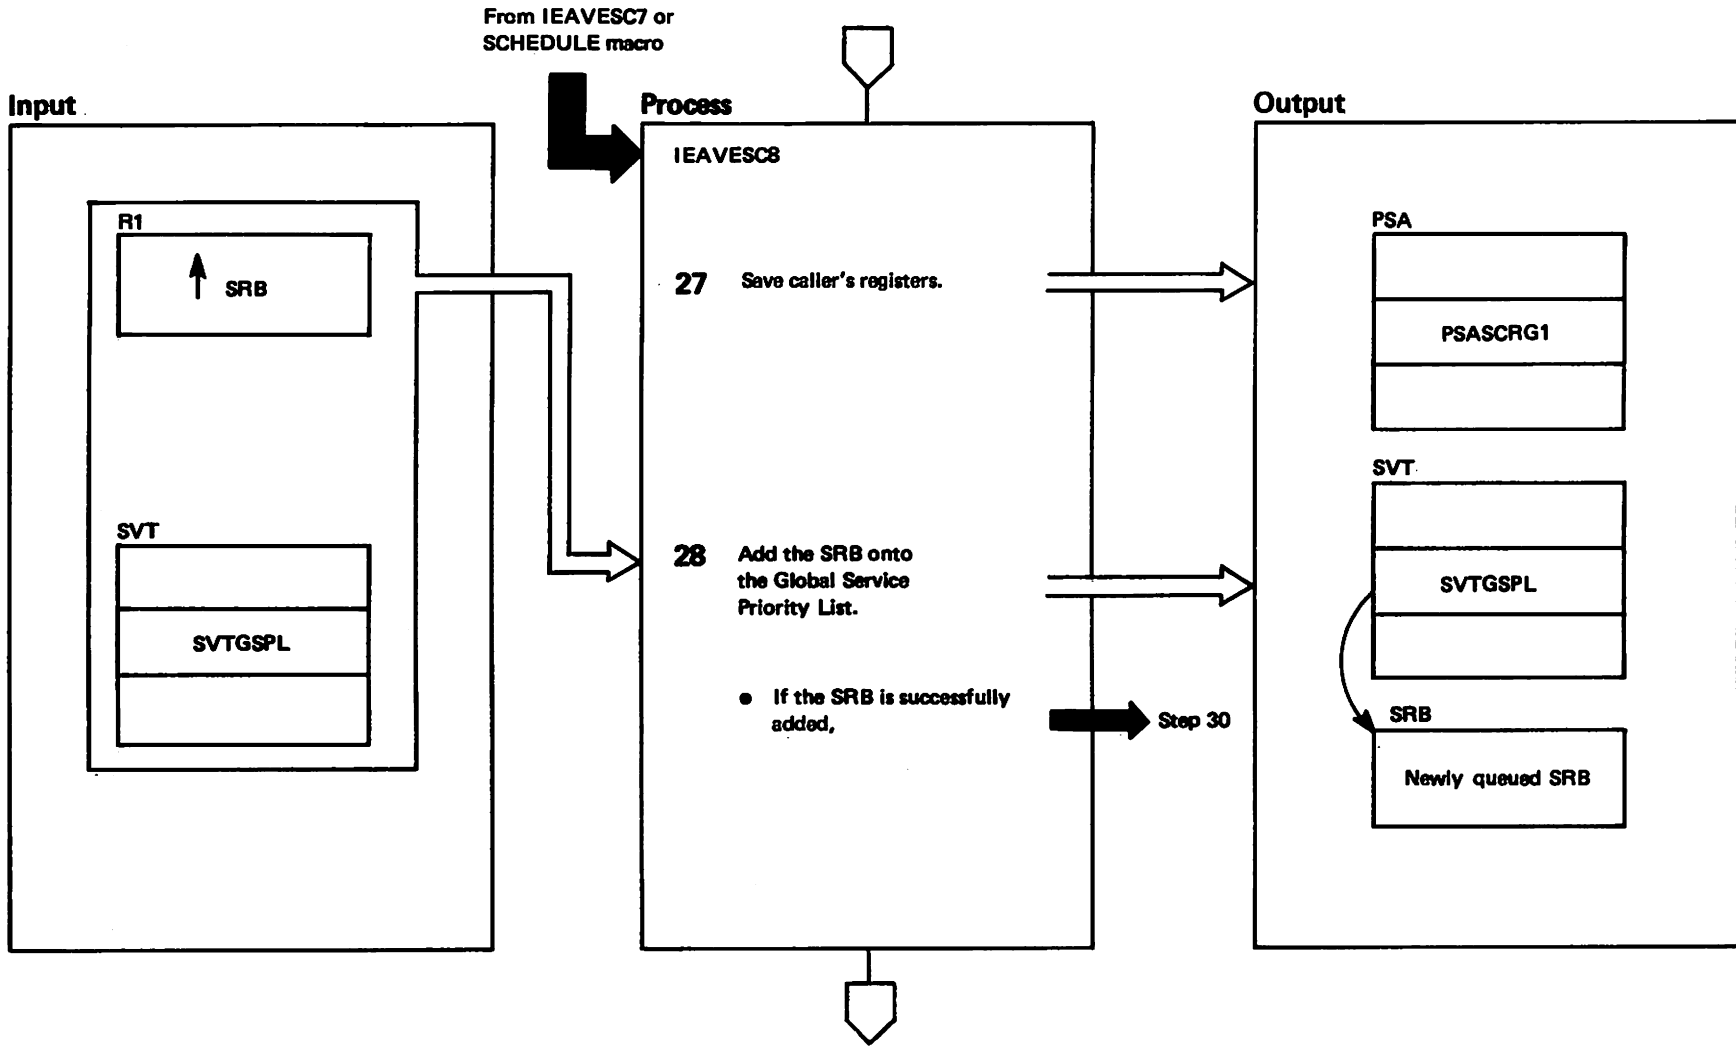 From IEAVESC7 or
SCHEDULE macro
Input
Process
Output
IEAVESC8
R1
SRB
27 Save caller's registers.
PSA
PSASCRG1
SVT
SVTGSPL
28 Add the SRB onto
the Global Service
Priority List.
SVT
SVTGSPL
● If the SRB is successfully
added,
Step 30
SRB
Newly queued SRB